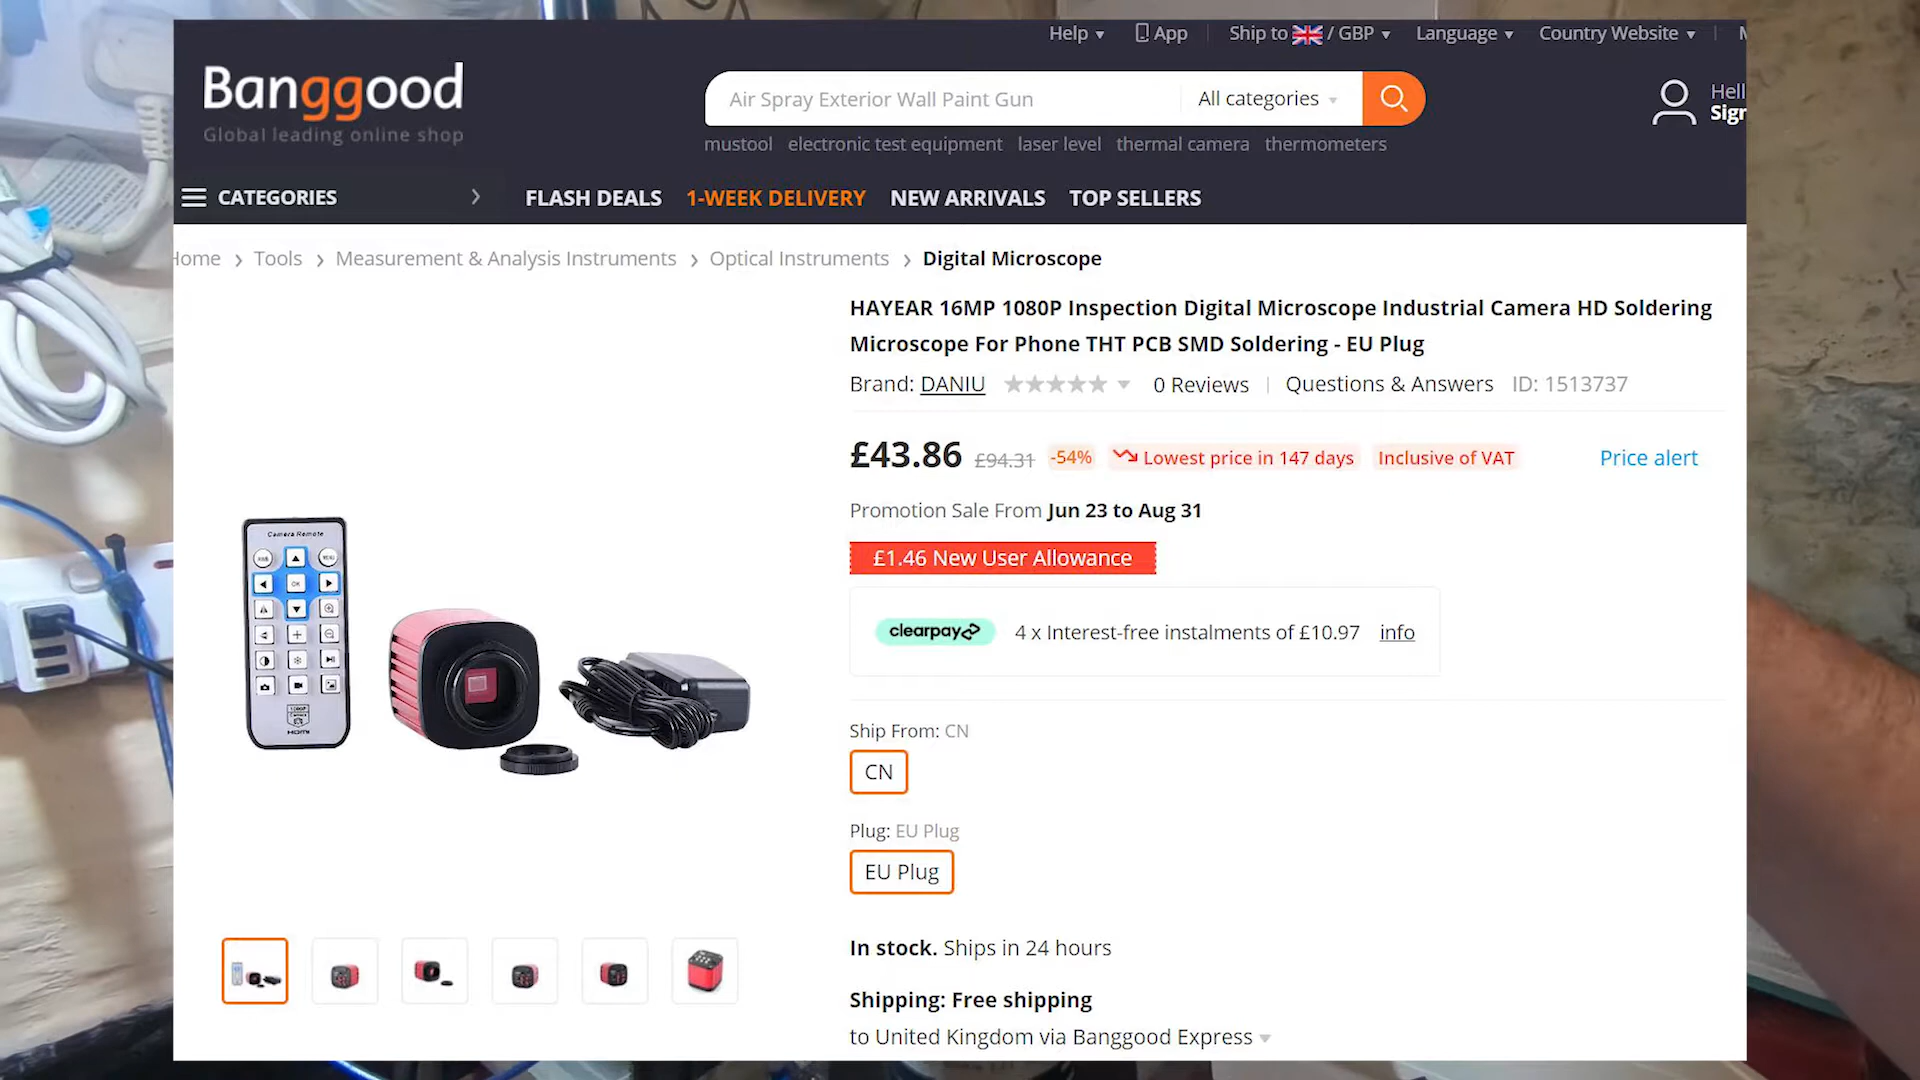 Help
App
Ship to / GBP
Language
Country Website
Banggood
Global leading online shop
Air Spray Exterior Wall Paint Gun
All categories
Hell
Sign
mustool electronic test equipment laser level thermal camera thermometers
CATEGORIES
FLASH DEALS
1-WEEK DELIVERY
NEW ARRIVALS
TOP SELLERS
Home > Tools > Measurement & Analysis Instruments > Optical Instruments > Digital Microscope
HAYEAR 16MP 1080P Inspection Digital Microscope Industrial Camera HD Soldering
Microscope For Phone THT PCB SMD Soldering - EU Plug
Brand: DANIU 0 Reviews | Questions & Answers ID: 1513737
£43.86 £94.31 -54% Lowest price in 147 days Inclusive of VAT Price alert
Promotion Sale From Jun 23 to Aug 31
£1.46 New User Allowance
clearpay 4 x Interest-free instalments of £10.97 info
Camera Remote
OK
HDMI
Ship From: CN
CN
Plug: EU Plug
EU Plug
In stock. Ships in 24 hours
Shipping: Free shipping
to United Kingdom via Banggood Express